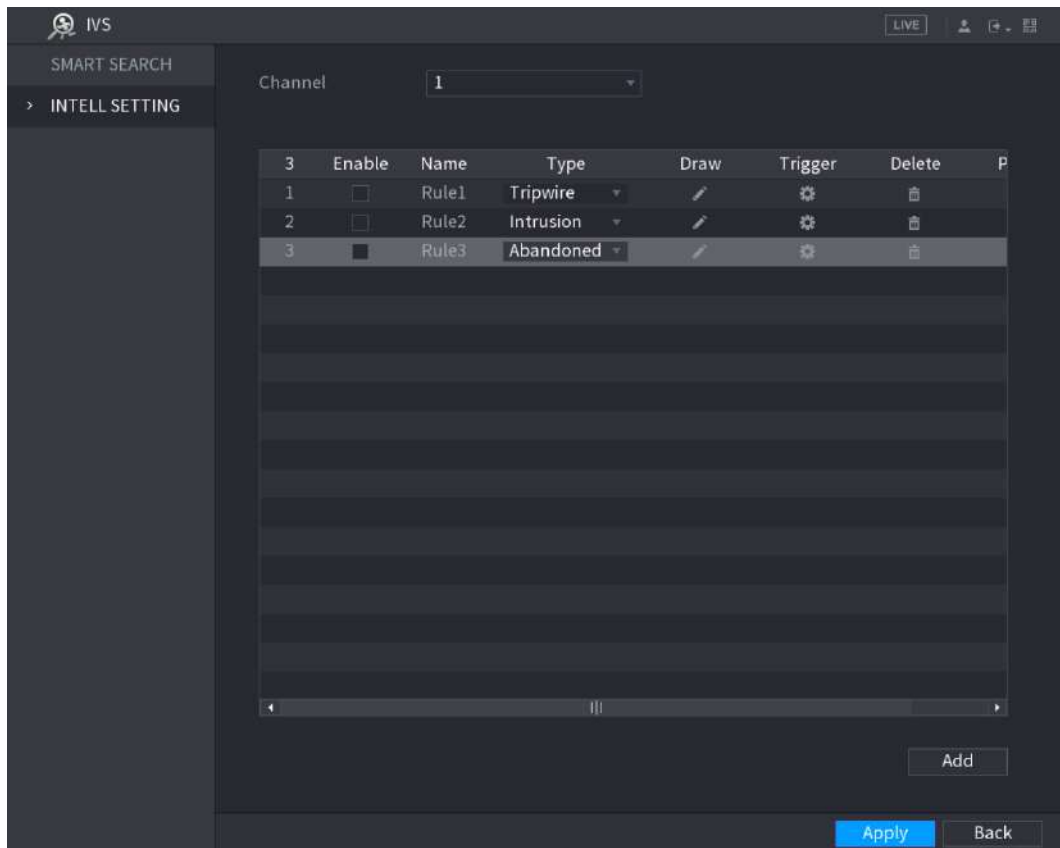 IVS LIVE
SMART SEARCH
INTELL SETTING
Channel 1
3 Enable Name Type Draw Trigger Delete P
1 Rule1 Tripwire
2 Rule2 Intrusion
3 Rule3 Abandoned
Add
Apply Back